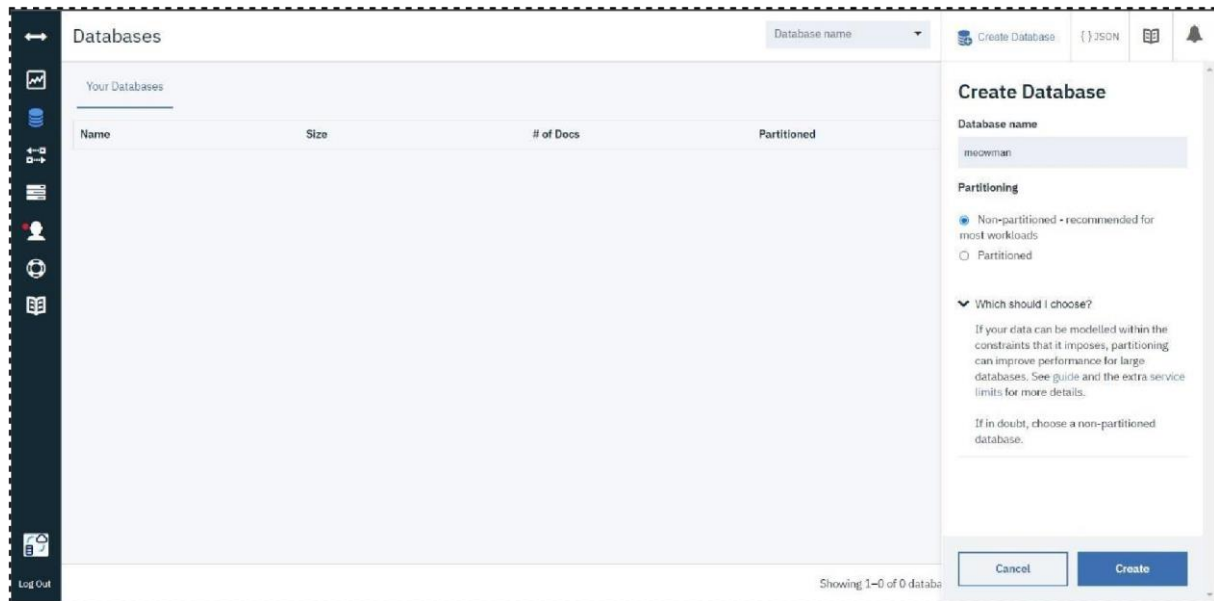 Databases
Database name
Create Database
{ } JSON
Your Databases
Name
Size
# of Docs
Partitioned
Create Database
Database name
meowman
Partitioning
Non-partitioned - recommended for
most workloads
Partitioned
Which should I choose?
If your data can be modelled within the
constraints that it imposes, partitioning
can improve performance for large
databases. See guide and the extra service
limits for more details.
If in doubt, choose a non-partitioned
database.
Cancel
Create
Log Out
Showing 1–0 of 0 databa